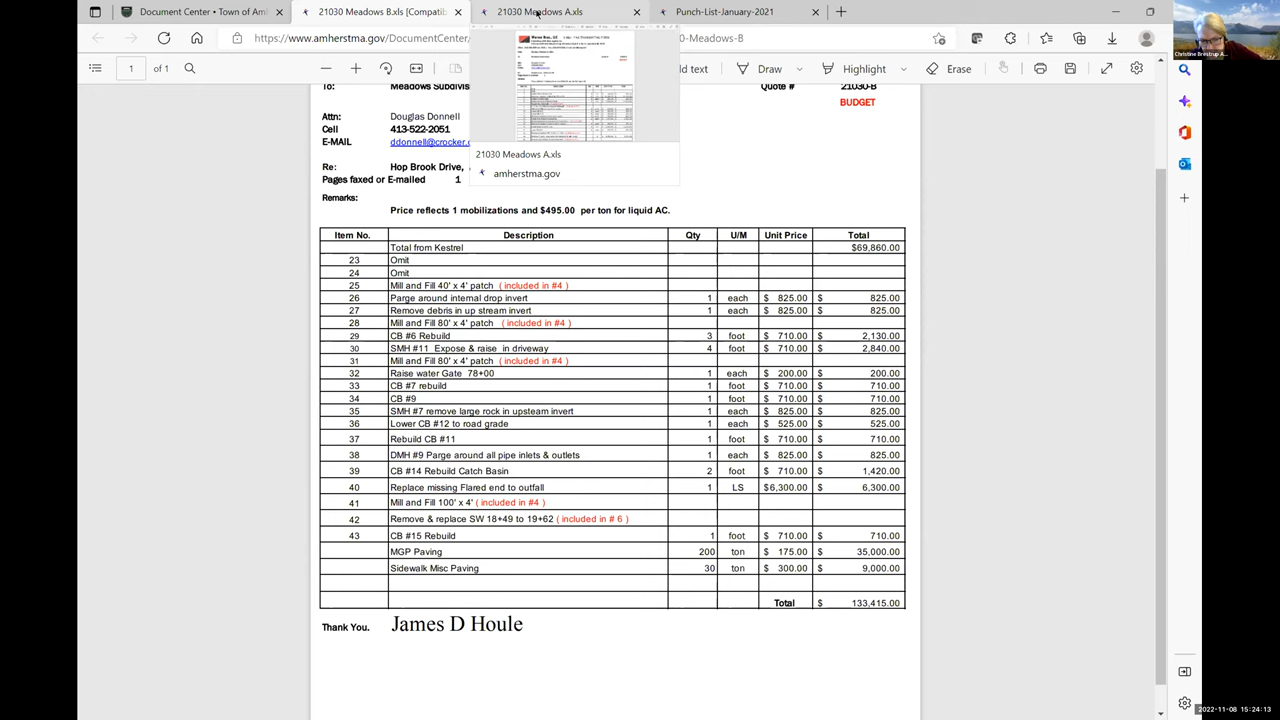 Document Center • Town of Aml
21030 Meadows B.xls [Compatib
21030 Meadows A.xls
Punch-List-January-2021
https://www.amherstma.gov/DocumentCenter/
0-Meadows-B
1 of 1
Draw
Highlight
To: Meadows Subdivis
Quote # 21030-B
BUDGET
Attn: Douglas Donnell
Cell: 413-522-2051
E-MAIL ddonnell@crocker.c
21030 Meadows A.xls
amherstma.gov
Re: Hop Brook Drive,
Pages faxed or E-mailed 1
Remarks:
Price reflects 1 mobilizations and $495.00 per ton for liquid AC.
Item No. Description Qty U/M Unit Price Total
Total from Kestrel $69,860.00
23 Omit
24 Omit
25 Mill and Fill 40' x 4' patch ( included in #4 )
26 Parge around internal drop invert 1 each $ 825.00 $ 825.00
27 Remove debris in up stream invert 1 each $ 825.00 $ 825.00
28 Mill and Fill 80' x 4' patch ( included in #4 )
29 CB #6 Rebuild 3 foot $ 710.00 $ 2,130.00
30 SMH #11 Expose & raise in driveway 4 foot $ 710.00 $ 2,840.00
31 Mill and Fill 80' x 4' patch ( included in #4 )
32 Raise water Gate 78+00 1 each $ 200.00 $ 200.00
33 CB #7 rebuild 1 foot $ 710.00 $ 710.00
34 CB #9 1 foot $ 710.00 $ 710.00
35 SMH #7 remove large rock in upsteam invert 1 each $ 825.00 $ 825.00
36 Lower CB #12 to road grade 1 each $ 525.00 $ 525.00
37 Rebuild CB #11 1 foot $ 710.00 $ 710.00
38 DMH #9 Parge around all pipe inlets & outlets 1 each $ 825.00 $ 825.00
39 CB #14 Rebuild Catch Basin 2 foot $ 710.00 $ 1,420.00
40 Replace missing Flared end to outfall 1 LS $6,300.00 $ 6,300.00
41 Mill and Fill 100' x 4' ( included in #4 )
42 Remove & replace SW 18+49 to 19+62 ( included in # 6 )
43 CB #15 Rebuild 1 foot $ 710.00 $ 710.00
MGP Paving 200 ton $ 175.00 $ 35,000.00
Sidewalk Misc Paving 30 ton $ 300.00 $ 9,000.00
Total $ 133,415.00
Thank You. James D Houle
Christine Brestrup A...
2022-11-08 15:24:13